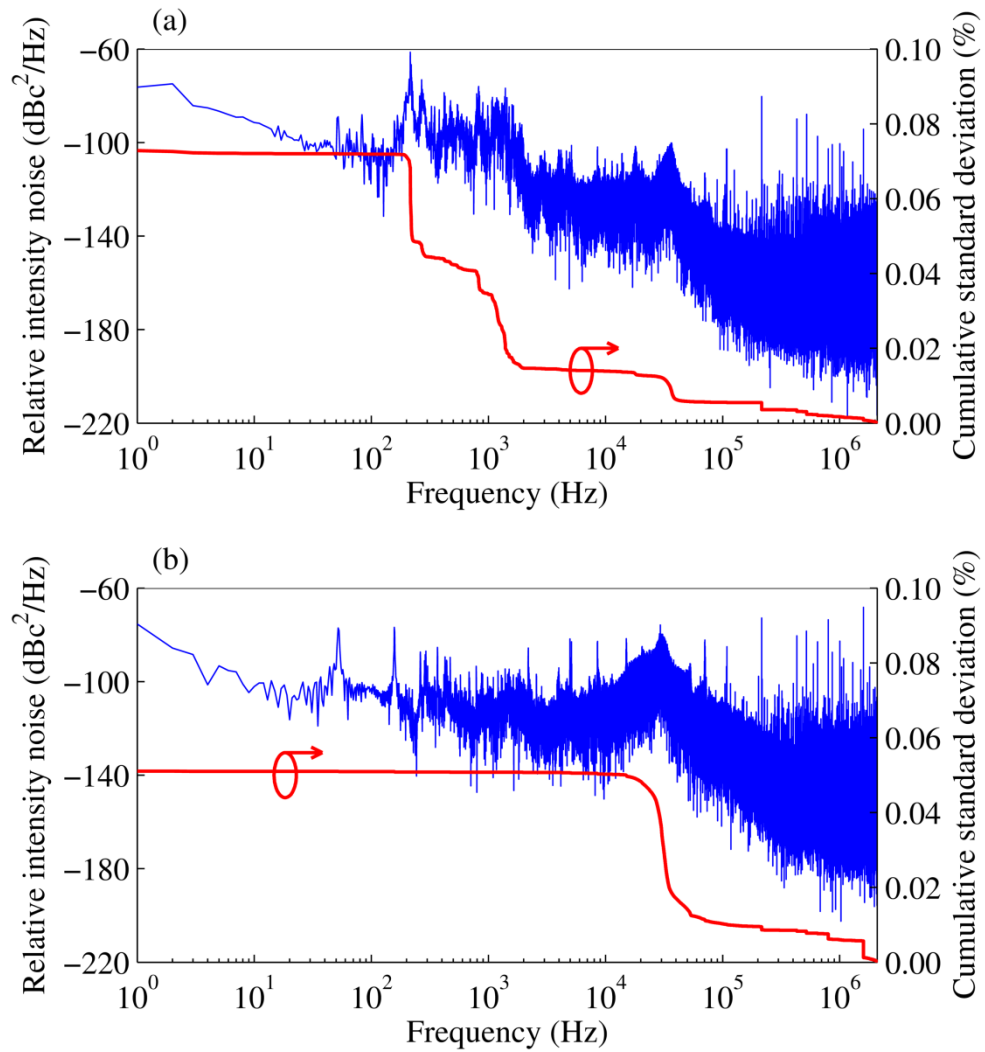 (a)
Relative intensity noise (dBc²/Hz)
−60
−100
−140
−180
−220
0.10
0.08
0.06
0.04
0.02
0.00
Cumulative standard deviation (%)
10⁰ 10¹ 10² 10³ 10⁴ 10⁵ 10⁶
Frequency (Hz)
(b)
Relative intensity noise (dBc²/Hz)
−60
−100
−140
−180
−220
0.10
0.08
0.06
0.04
0.02
0.00
Cumulative standard deviation (%)
10⁰ 10¹ 10² 10³ 10⁴ 10⁵ 10⁶
Frequency (Hz)